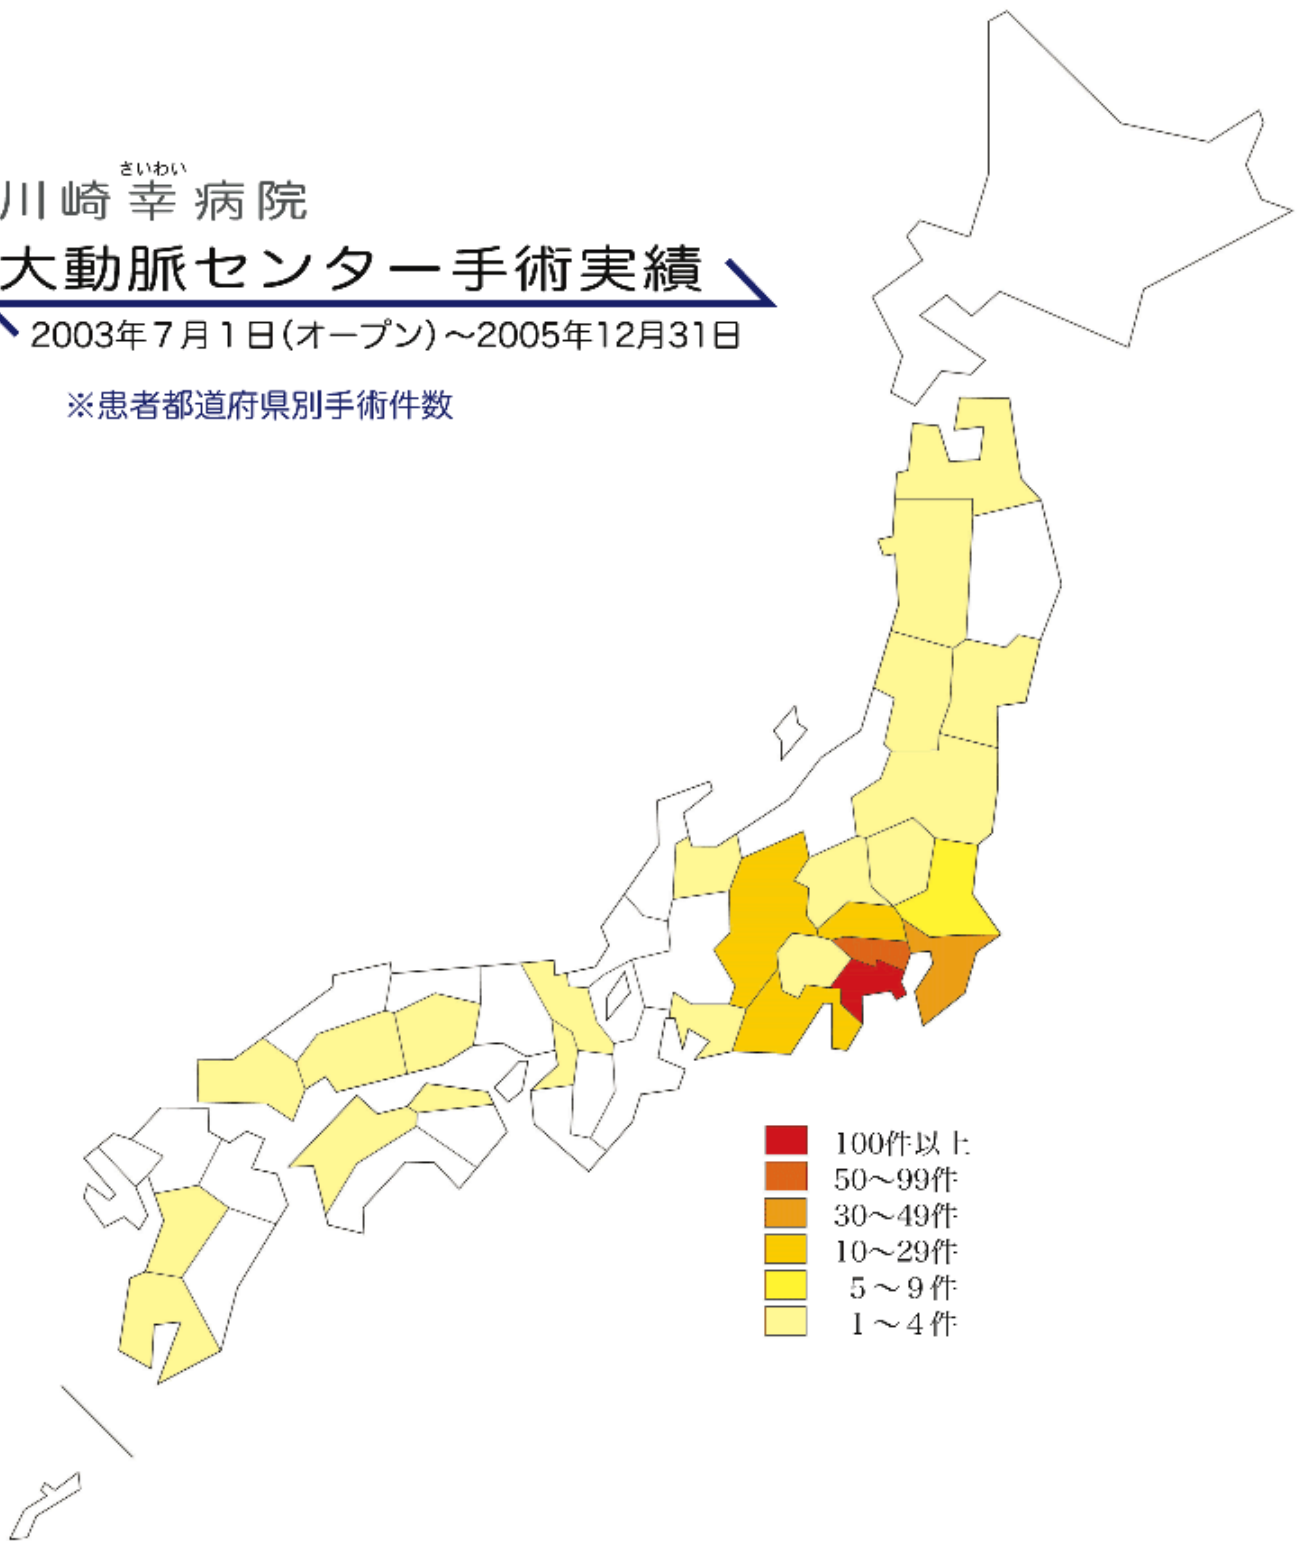 さいわい
川崎幸病院
大動脈センター手術実績
2003年7月1日(オープン)～2005年12月31日
※患者都道府県別手術件数
100件以上
50～99件
30～49件
10～29件
5～9件
1～4件